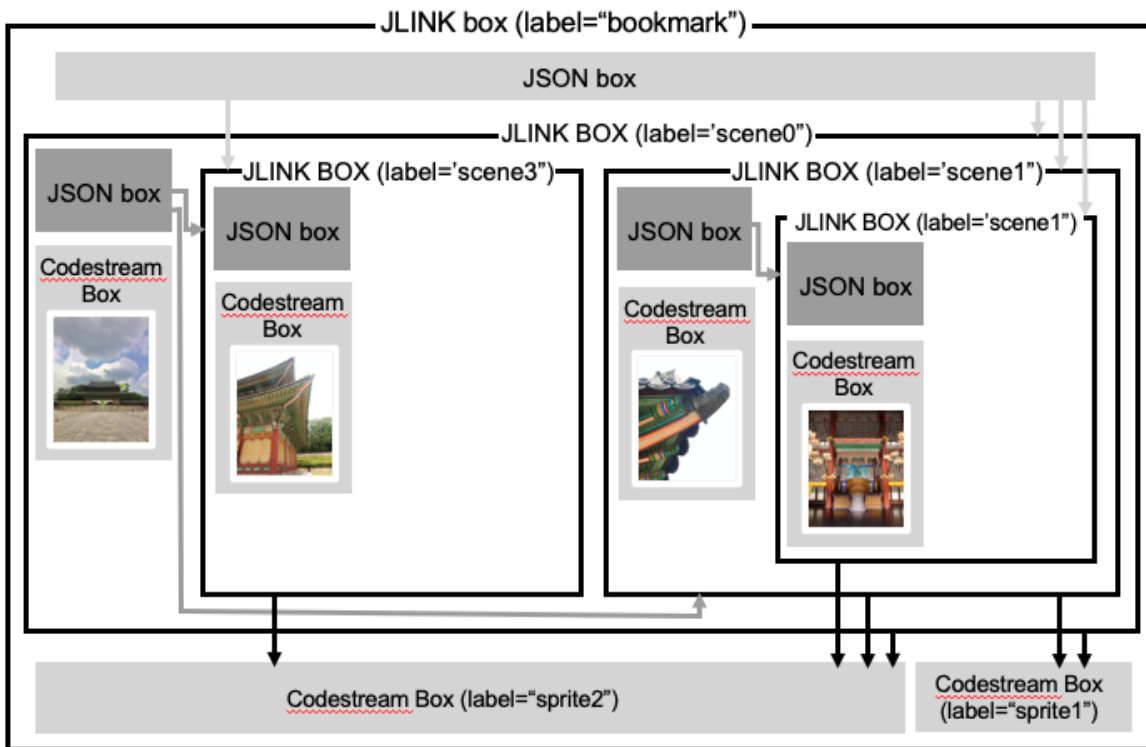 JLINK box (label=“bookmark”)
JSON box
JLINK BOX (label=’scene0”)
JSON box
Codestream
Box
JLINK BOX (label=’scene3”)
JSON box
Codestream
Box
JLINK BOX (label=’scene1”)
JSON box
Codestream
Box
JLINK BOX (label=’scene1”)
JSON box
Codestream
Box
Codestream Box (label=“sprite2”)
Codestream Box
(label=“sprite1”)